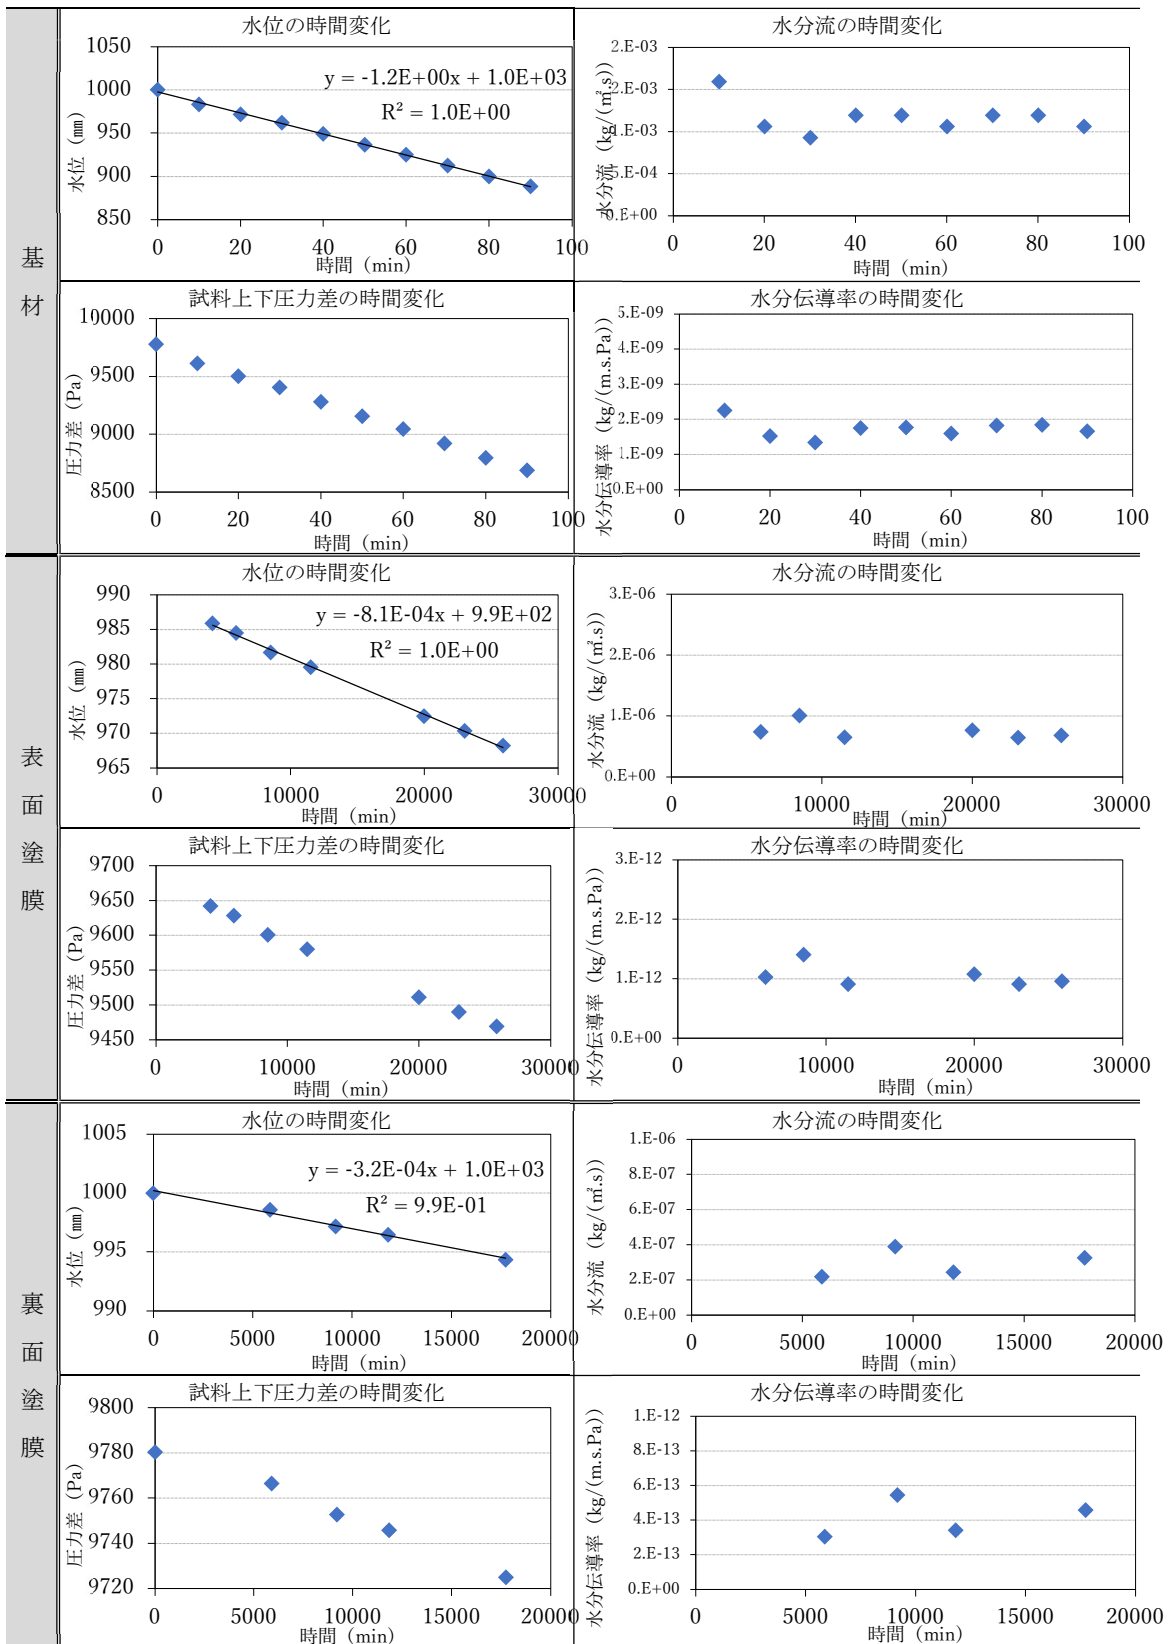 基材
水位の時間変化
1050
1000
950
900
850
水位 (㎜)
y = -1.2E+00x + 1.0E+03
R² = 1.0E+00
0 20 40 60 80 100
時間 (min)
水分流の時間変化
2.E-03
2.E-03
1.E-03
5.E-04
0.E+00
水分流 (kg/(㎡.s))
0 20 40 60 80 100
時間 (min)
試料上下圧力差の時間変化
10000
9500
9000
8500
圧力差 (Pa)
0 20 40 60 80 100
時間 (min)
水分伝導率の時間変化
5.E-09
4.E-09
3.E-09
2.E-09
1.E-09
0.E+00
水分伝導率 (kg/(m.s.Pa))
0 20 40 60 80 100
時間 (min)
表面塗膜
水位の時間変化
990
985
980
975
970
965
水位 (㎜)
y = -8.1E-04x + 9.9E+02
R² = 1.0E+00
0 10000 20000 30000
時間 (min)
水分流の時間変化
3.E-06
2.E-06
1.E-06
0.E+00
水分流 (kg/(㎡.s))
0 10000 20000 30000
時間 (min)
試料上下圧力差の時間変化
9700
9650
9600
9550
9500
9450
圧力差 (Pa)
0 10000 20000 30000
時間 (min)
水分伝導率の時間変化
3.E-12
2.E-12
1.E-12
0.E+00
水分伝導率 (kg/(m.s.Pa))
0 10000 20000 30000
時間 (min)
裏面塗膜
水位の時間変化
1005
1000
995
990
水位 (㎜)
y = -3.2E-04x + 1.0E+03
R² = 9.9E-01
0 5000 10000 15000 20000
時間 (min)
水分流の時間変化
1.E-06
8.E-07
6.E-07
4.E-07
2.E-07
0.E+00
水分流 (kg/(㎡.s))
0 5000 10000 15000 20000
時間 (min)
試料上下圧力差の時間変化
9800
9780
9760
9740
9720
圧力差 (Pa)
0 5000 10000 15000 20000
時間 (min)
水分伝導率の時間変化
1.E-12
8.E-13
6.E-13
4.E-13
2.E-13
0.E+00
水分伝導率 (kg/(m.s.Pa))
0 5000 10000 15000 20000
時間 (min)